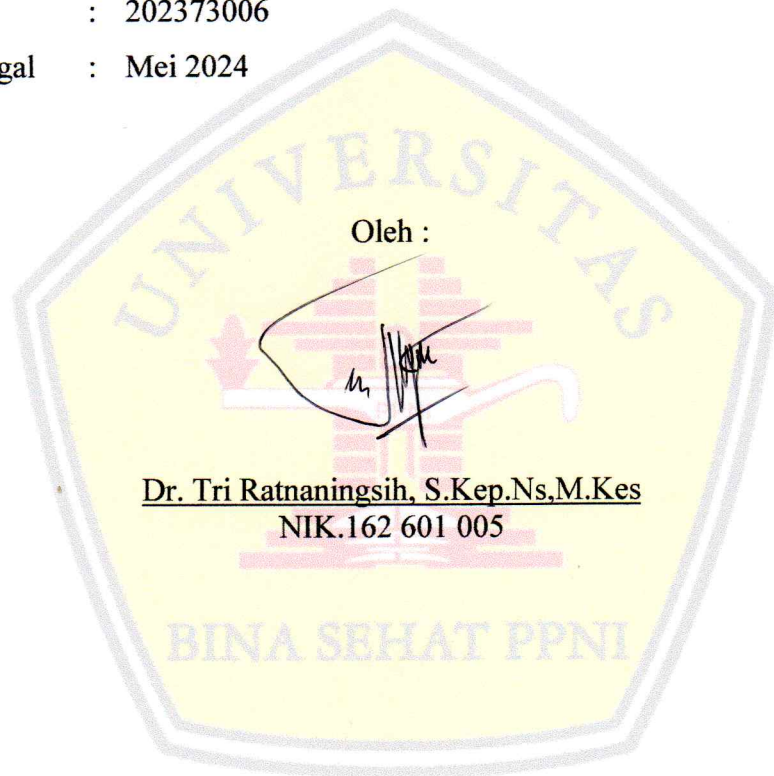 : 202373006
gal : Mei 2024
UNIVERSITAS
Oleh :
Dr. Tri Ratnaningsih, S.Kep.Ns,M.Kes
NIK.162 601 005
BINA SEHAT PPNI